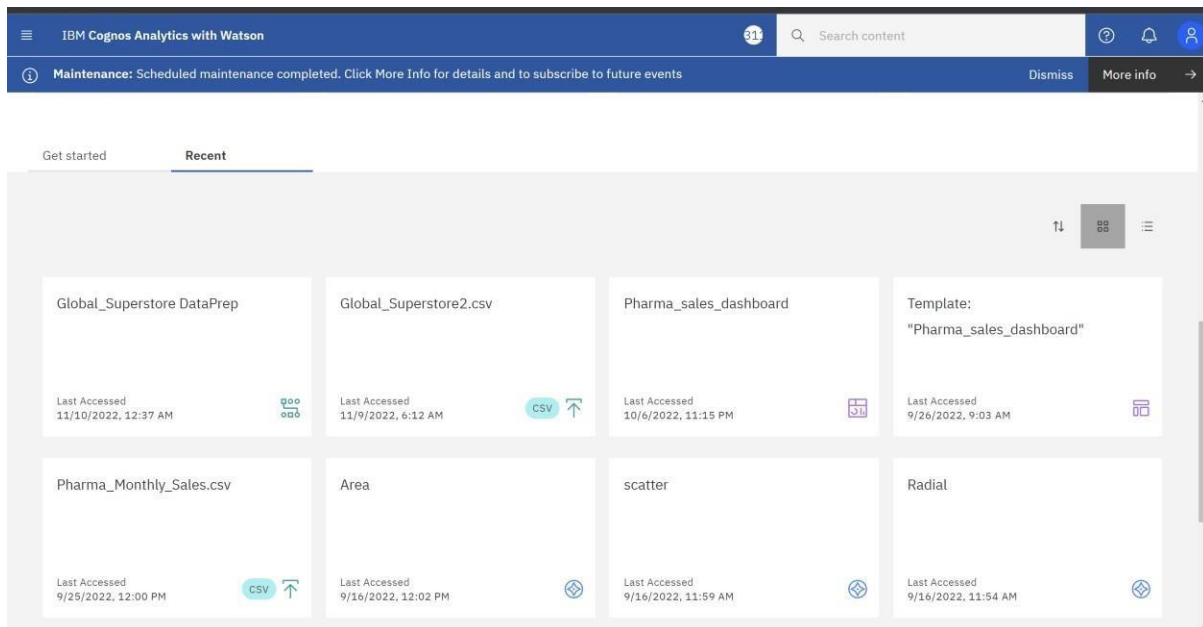 IBM Cognos Analytics with Watson
Search content
Maintenance: Scheduled maintenance completed. Click More Info for details and to subscribe to future events
Dismiss
More info
Get started
Recent
Global_Superstore DataPrep
Last Accessed
11/10/2022, 12:37 AM
Global_Superstore2.csv
Last Accessed
11/9/2022, 6:12 AM
CSV
Pharma_sales_dashboard
Last Accessed
10/6/2022, 11:15 PM
Template:
"Pharma_sales_dashboard"
Last Accessed
9/26/2022, 9:03 AM
Pharma_Monthly_Sales.csv
Last Accessed
9/25/2022, 12:00 PM
CSV
Area
Last Accessed
9/16/2022, 12:02 PM
scatter
Last Accessed
9/16/2022, 11:59 AM
Radial
Last Accessed
9/16/2022, 11:54 AM